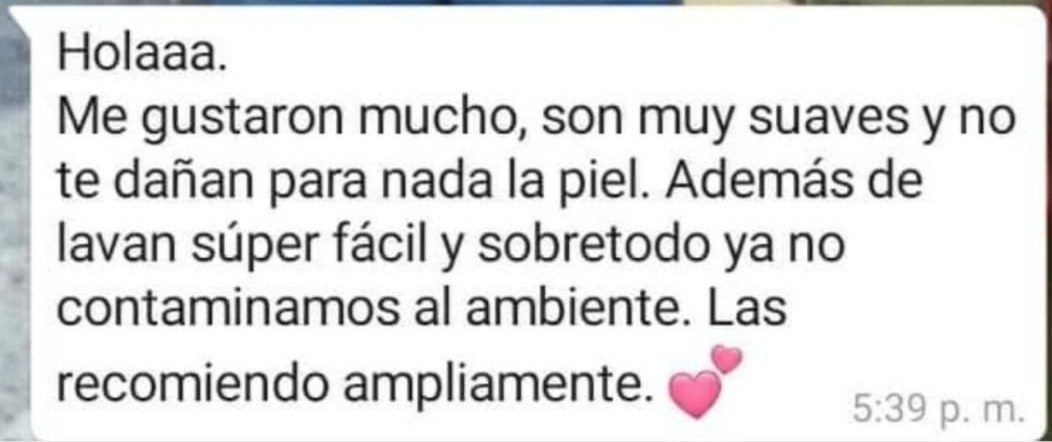 Holaaa.
Me gustaron mucho, son muy suaves y no
te dañan para nada la piel. Además de
lavan súper fácil y sobretodo ya no
contaminamos al ambiente. Las
recomiendo ampliamente. 💕
5:39 p. m.